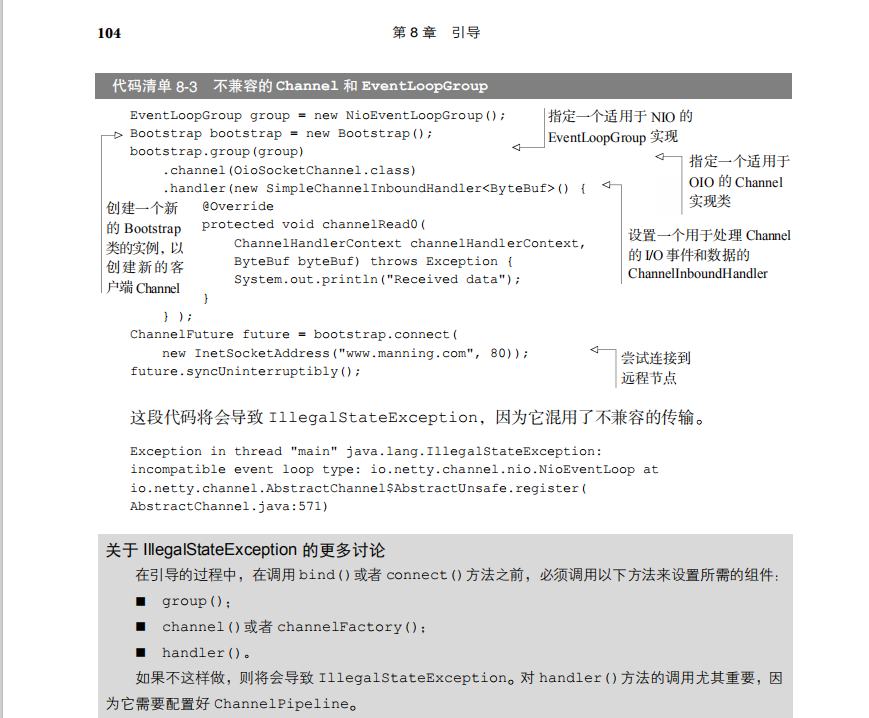 104
第 8 章 引导
代码清单 8-3 不兼容的 Channel 和 EventLoopGroup
EventLoopGroup group = new NioEventLoopGroup();
Bootstrap bootstrap = new Bootstrap();
bootstrap.group(group)
.channel(OioSocketChannel.class)
.handler(new SimpleChannelInboundHandler<ByteBuf>() {
@Override
protected void channelRead0(
ChannelHandlerContext channelHandlerContext,
ByteBuf byteBuf) throws Exception {
System.out.println("Received data");
}
} );
ChannelFuture future = bootstrap.connect(
new InetSocketAddress("www.manning.com", 80));
future.syncUninterruptibly();
指定一个适用于 NIO 的
EventLoopGroup 实现
指定一个适用于
OIO 的 Channel
实现类
创建一个新
的 Bootstrap
类的实例，以
创建新的客
户端 Channel
设置一个用于处理 Channel
的 I/O 事件和数据的
ChannelInboundHandler
尝试连接到
远程节点
这段代码将会导致 IllegalStateException，因为它混用了不兼容的传输。
Exception in thread "main" java.lang.IllegalStateException:
incompatible event loop type: io.netty.channel.nio.NioEventLoop at
io.netty.channel.AbstractChannel$AbstractUnsafe.register(
AbstractChannel.java:571)
关于 IllegalStateException 的更多讨论
在引导的过程中，在调用 bind()或者 connect()方法之前，必须调用以下方法来设置所需的组件：
■ group()；
■ channel()或者 channelFactory()；
■ handler()。
如果不这样做，则将会导致 IllegalStateException。对 handler()方法的调用尤其重要，因
为它需要配置好 ChannelPipeline。